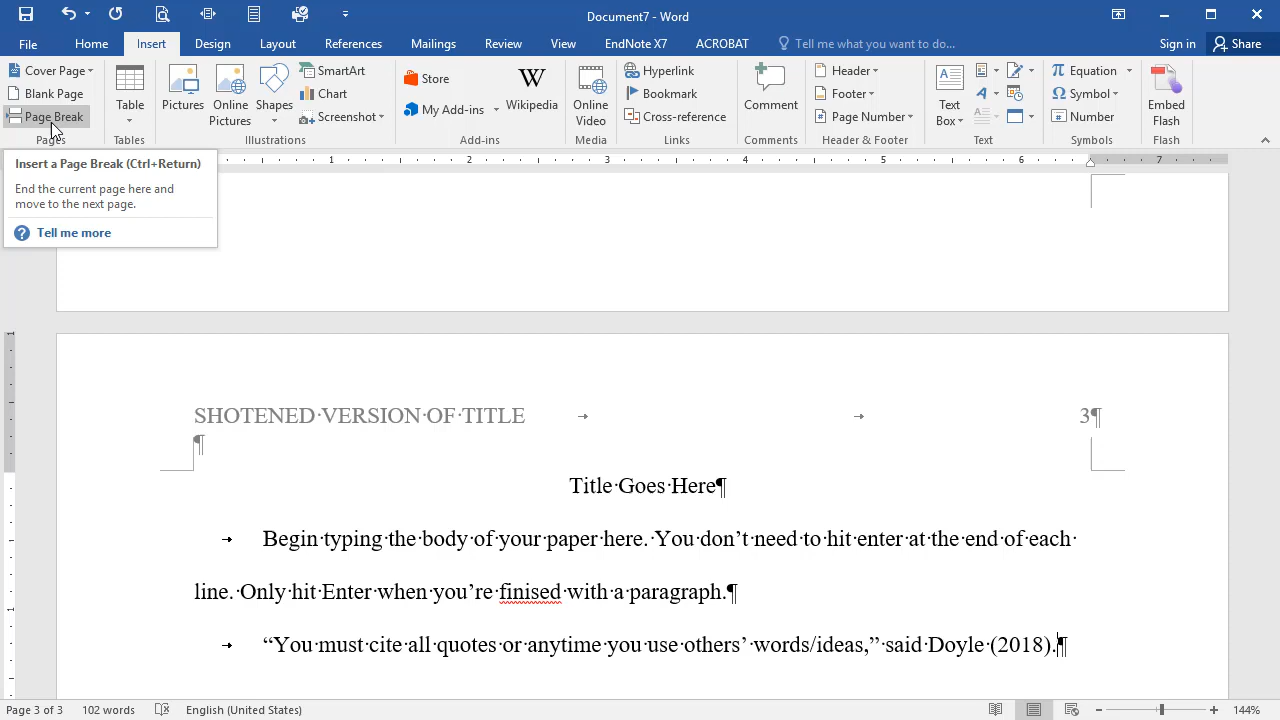 Document7 - Word
File Home Insert Design Layout References Mailings Review View EndNote X7 ACROBAT Tell me what you want to do... Sign in Share
Cover Page
Blank Page
Page Break
Pages
Table
Tables
Pictures
Online Pictures
Shapes
SmartArt
Chart
Screenshot
Illustrations
Store
My Add-ins
Wikipedia
Add-ins
Online Video
Media
Hyperlink
Bookmark
Cross-reference
Links
Comment
Comments
Header
Footer
Page Number
Header & Footer
Text Box
Text
Equation
Symbol
Number
Symbols
Embed Flash
Flash
Insert a Page Break (Ctrl+Return)
End the current page here and
move to the next page.
Tell me more
1 2 3 4 5 6 7
SHOTENED VERSION OF TITLE 3¶
¶
Title Goes Here¶
Begin typing the body of your paper here. You don’t need to hit enter at the end of each
line. Only hit Enter when you’re finised with a paragraph.¶
“You must cite all quotes or anytime you use others’ words/ideas,” said Doyle (2018).¶
Page 3 of 3 102 words English (United States) 144%